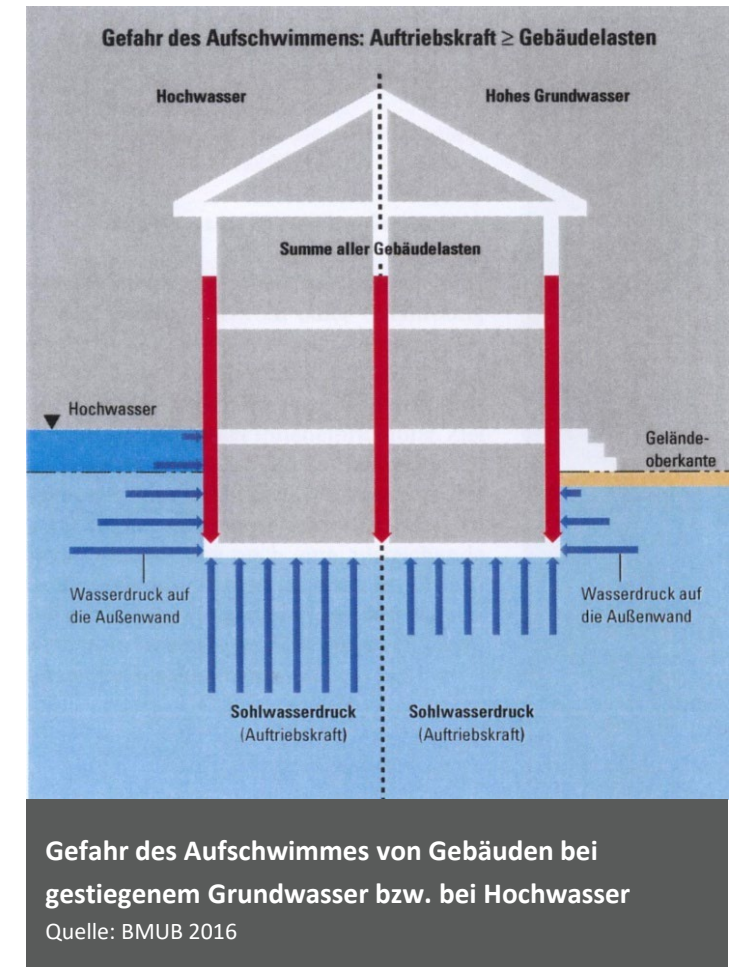 Gefahr des Aufschwimmens: Auftriebskraft ≥ Gebäudelasten
Hochwasser
Hohes Grundwasser
Summe aller Gebäudelasten
Hochwasser
Gelände-
oberkante
Wasserdruck auf
die Außenwand
Wasserdruck auf
die Außenwand
Sohlwasserdruck
(Auftriebskraft)
Sohlwasserdruck
(Auftriebskraft)
Gefahr des Aufschwimmes von Gebäuden bei
gestiegenem Grundwasser bzw. bei Hochwasser
Quelle: BMUB 2016